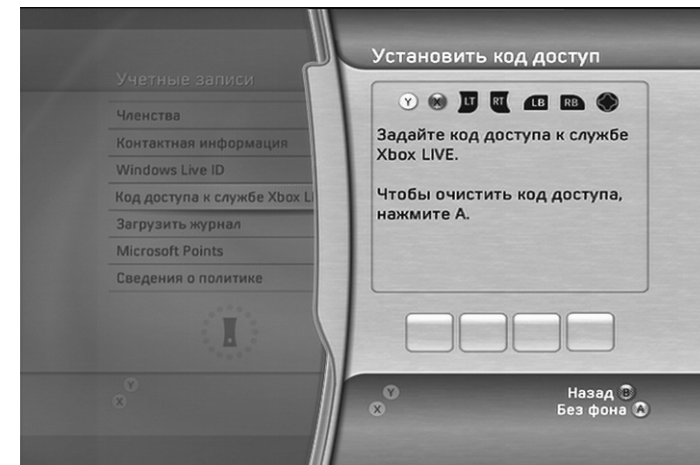 Учетные записи
Членства
Контактная информация
Windows Live ID
Код доступа к службе Xbox LI
Загрузить журнал
Microsoft Points
Сведения о политике
Y
X
Установить код доступ
Y X LT RT LB RB
Задайте код доступа к службе
Xbox LIVE.
Чтобы очистить код доступа,
нажмите A.
Y
X
Назад B
Без фона A